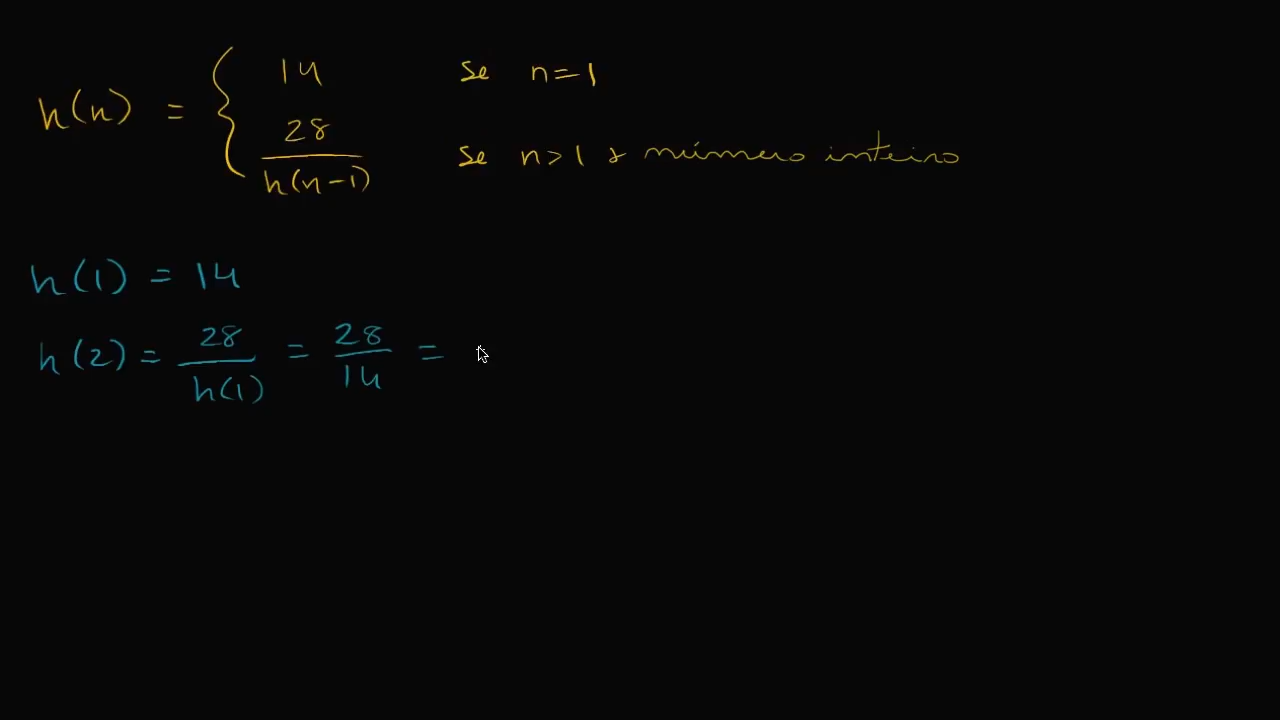 h(n) = { 14 se n=1
28/h(n-1) se n>1 & número inteiro
h(1) = 14
h(2) = 28/h(1) = 28/14 =